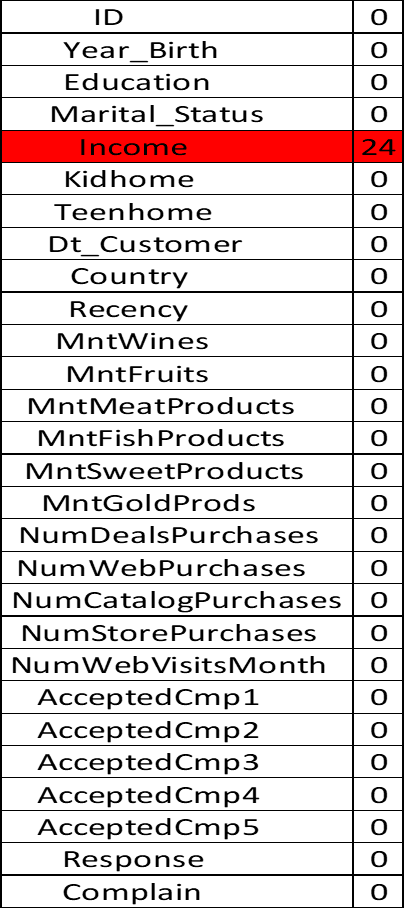 ID 0
Year_Birth 0
Education 0
Marital_Status 0
Income 24
Kidhome 0
Teenhome 0
Dt_Customer 0
Country 0
Recency 0
MntWines 0
MntFruits 0
MntMeatProducts 0
MntFishProducts 0
MntSweetProducts 0
MntGoldProds 0
NumDealsPurchases 0
NumWebPurchases 0
NumCatalogPurchases 0
NumStorePurchases 0
NumWebVisitsMonth 0
AcceptedCmp1 0
AcceptedCmp2 0
AcceptedCmp3 0
AcceptedCmp4 0
AcceptedCmp5 0
Response 0
Complain 0